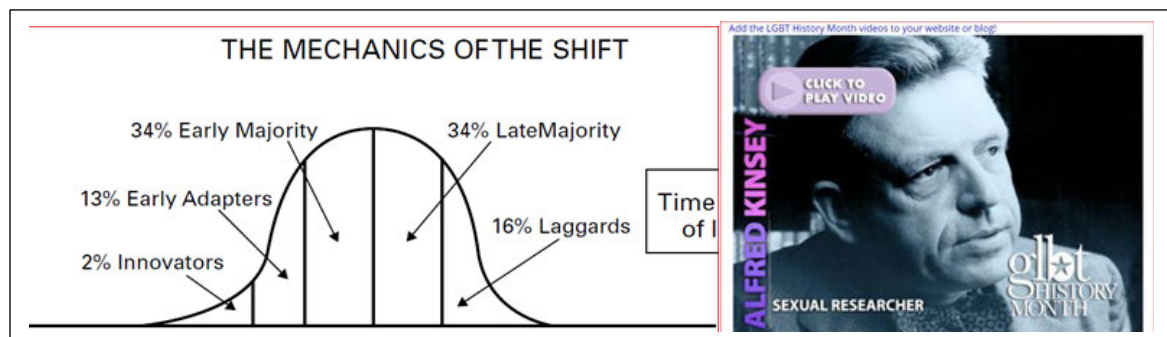 THE MECHANICS OF THE SHIFT
34% Early Majority
34% LateMajority
13% Early Adapters
16% Laggards
2% Innovators
Time
of
Add the LGBT History Month videos to your website or blog!
CLICK TO
PLAY VIDEO
ALFRED KINSEY
SEXUAL RESEARCHER
glbt
HISTORY
MONTH